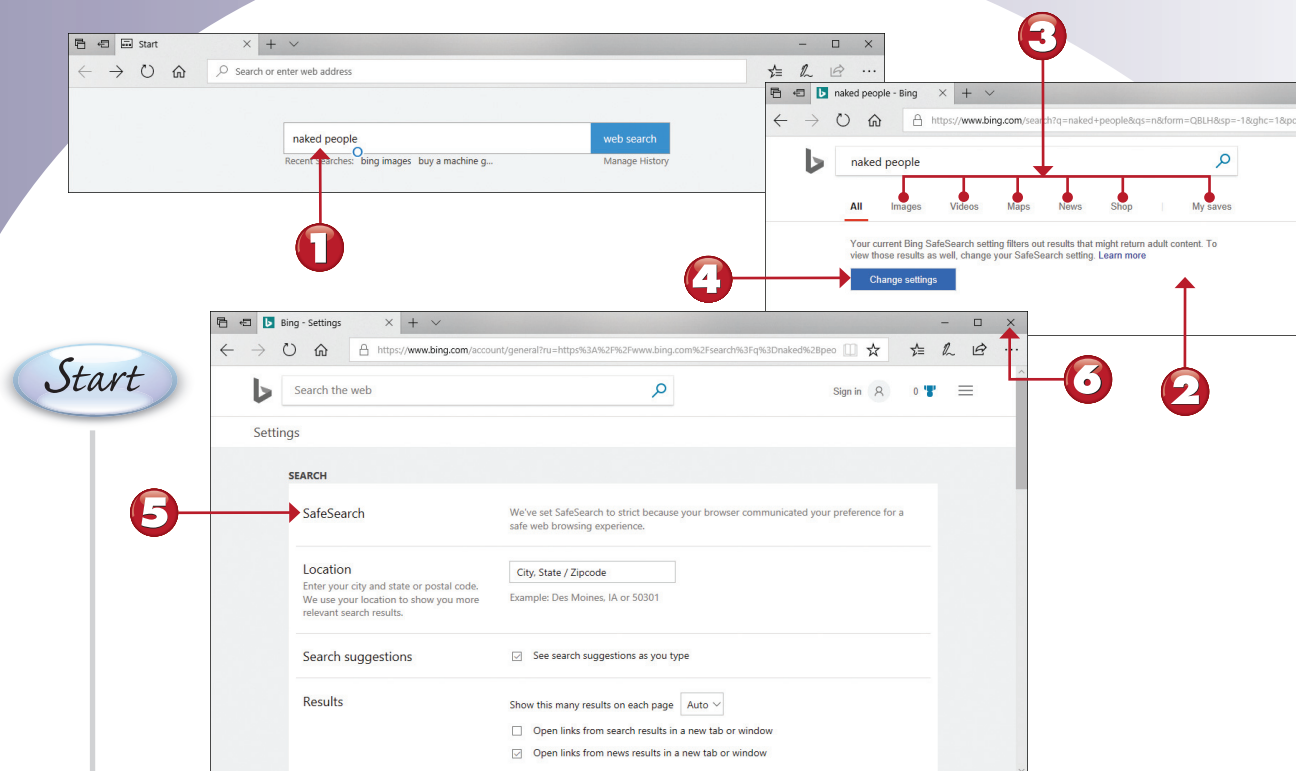 Start
Search or enter web address
naked people
web search
Recent Searches: bing images buy a machine g...
Manage History
1
3
naked people - Bing
https://www.bing.com/search?q=naked+people&qs=n&form=QBLH&sp=-1&ghc=1&pc
naked people
All Images Videos Maps News Shop My saves
Your current Bing SafeSearch setting filters out results that might return adult content. To
view those results as well, change your SafeSearch setting. Learn more
Change settings
4
2
Start
Bing - Settings
https://www.bing.com/account/general?ru=https%3A%2F%2Fwww.bing.com%2Fsearch%3Fq%3Dnaked%2Bpeo
6
Search the web
Sign in
0
Settings
SEARCH
5
SafeSearch
We've set SafeSearch to strict because your browser communicated your preference for a
safe web browsing experience.
Location
Enter your city and state or postal code.
We use your location to show you more
relevant search results.
City, State / Zipcode
Example: Des Moines, IA or 50301
Search suggestions
See search suggestions as you type
Results
Show this many results on each page Auto
Open links from search results in a new tab or window
Open links from news results in a new tab or window